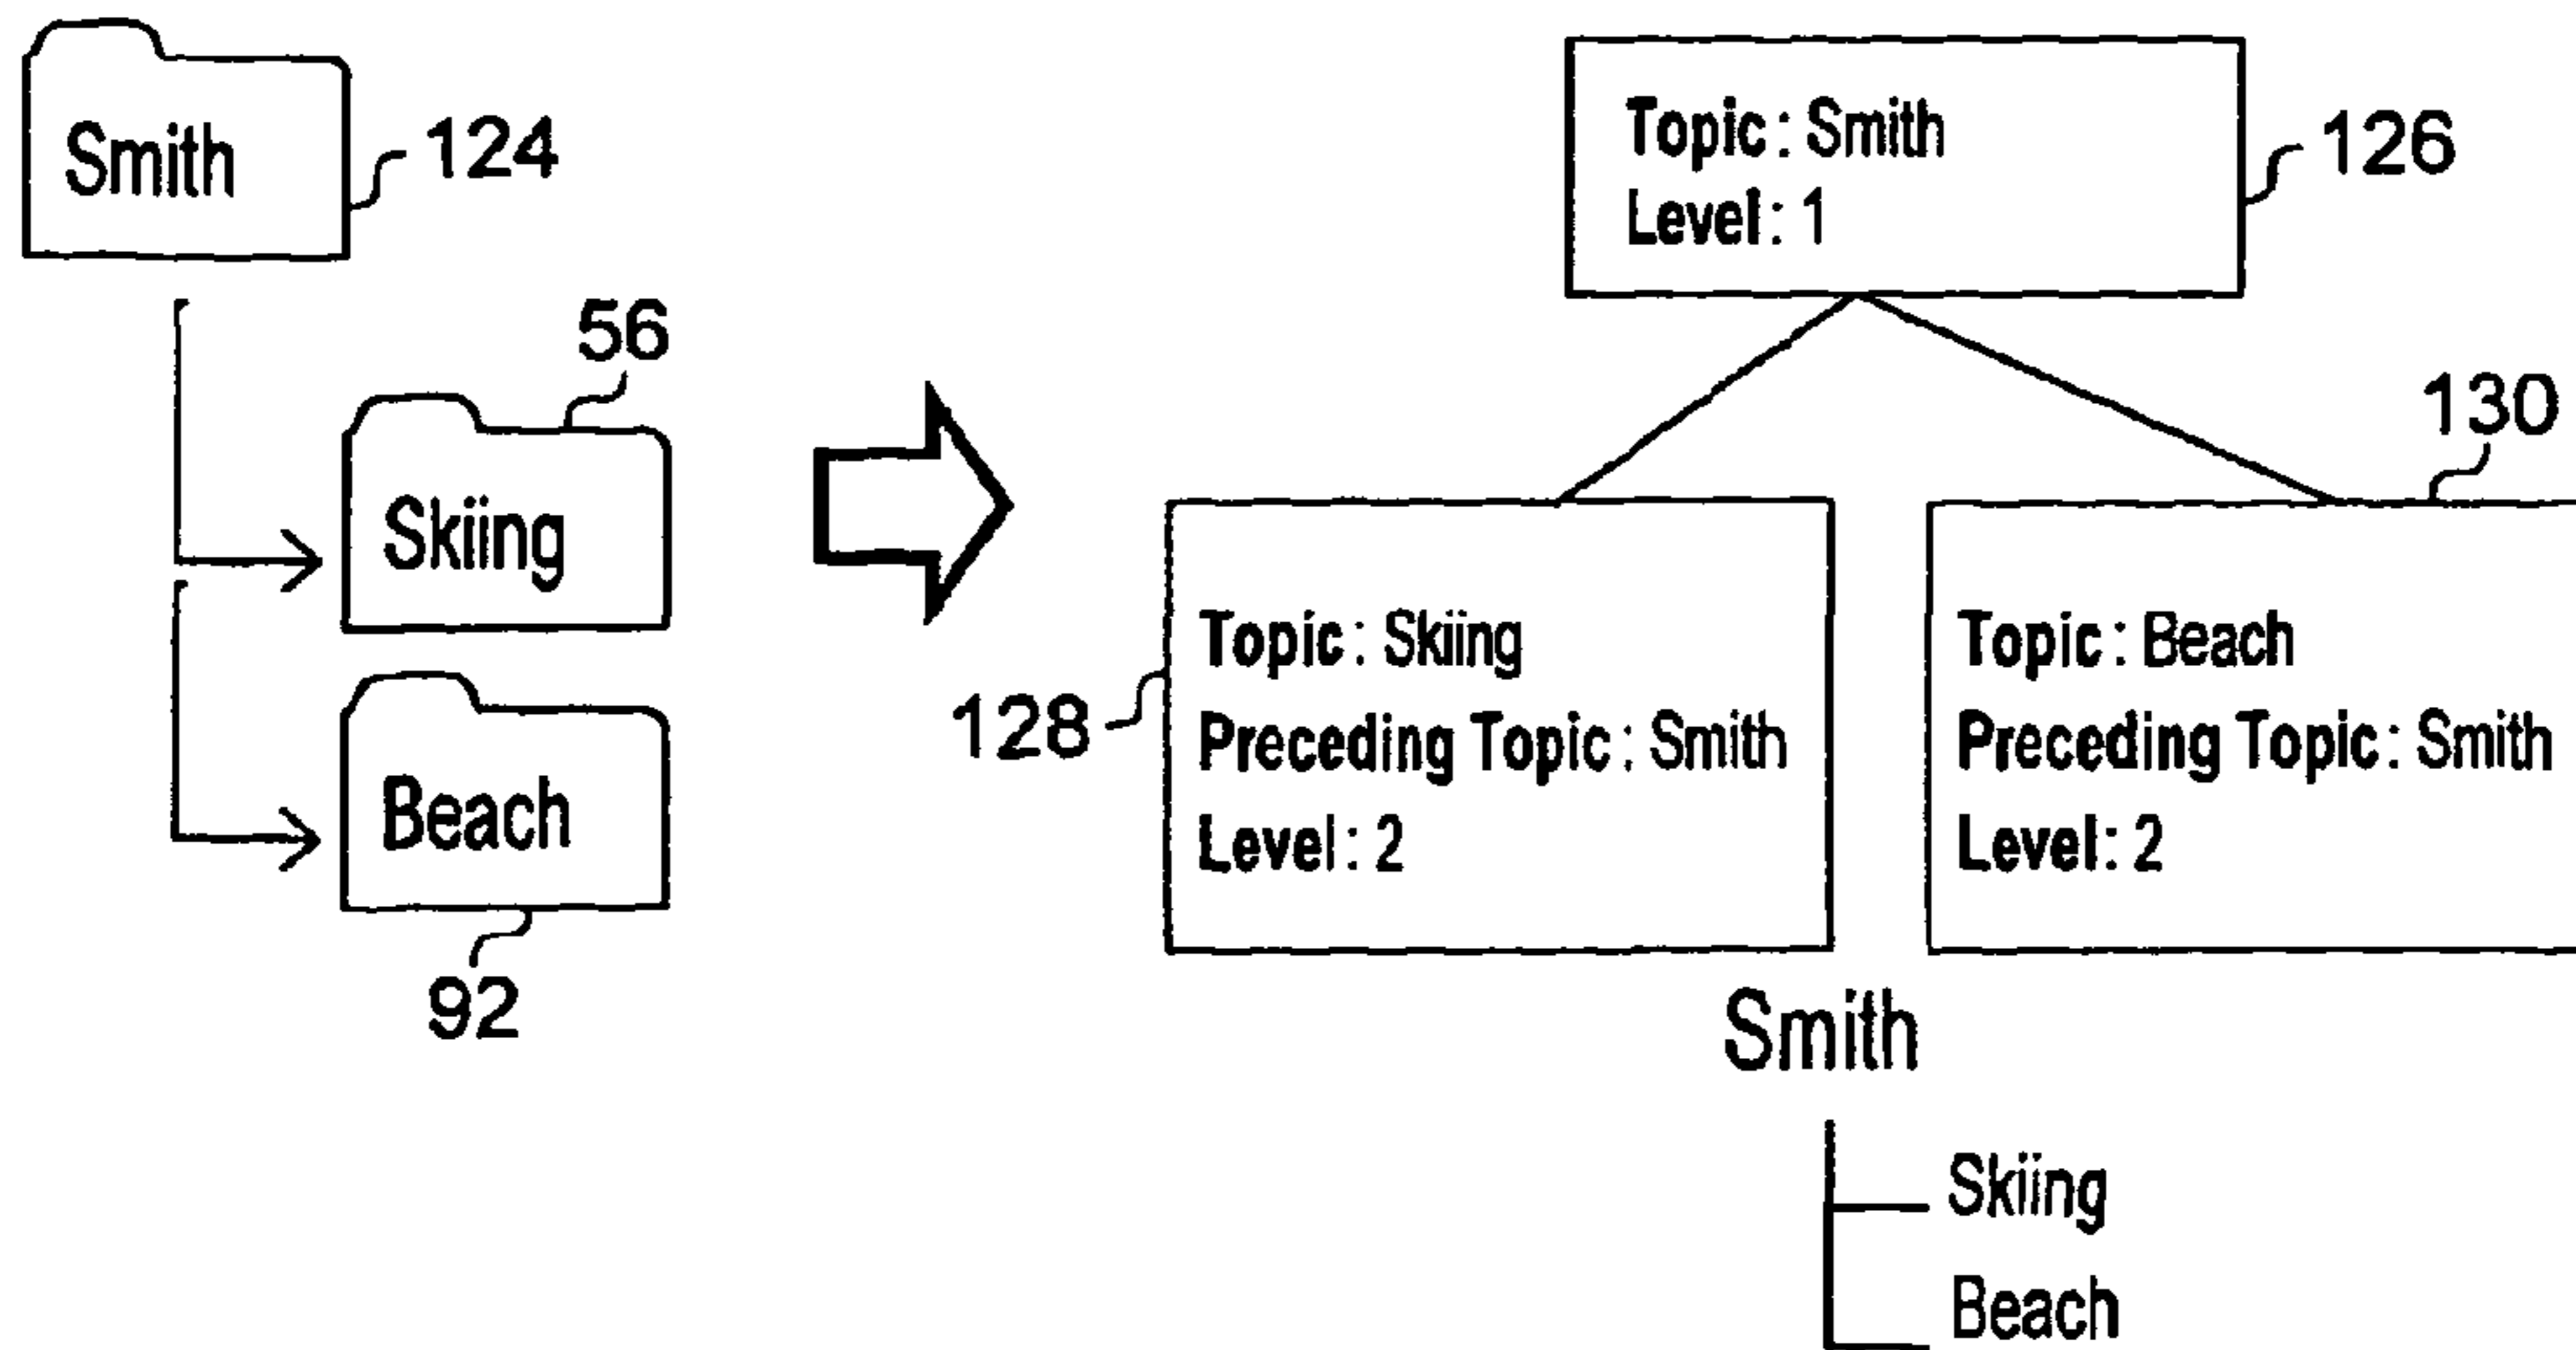 Smith
124
56
Skiing
Beach
92
Topic: Smith
Level: 1
126
130
Topic: Skiing
Preceding Topic: Smith
Level: 2
128
Topic: Beach
Preceding Topic: Smith
Level: 2
Smith
Skiing
Beach